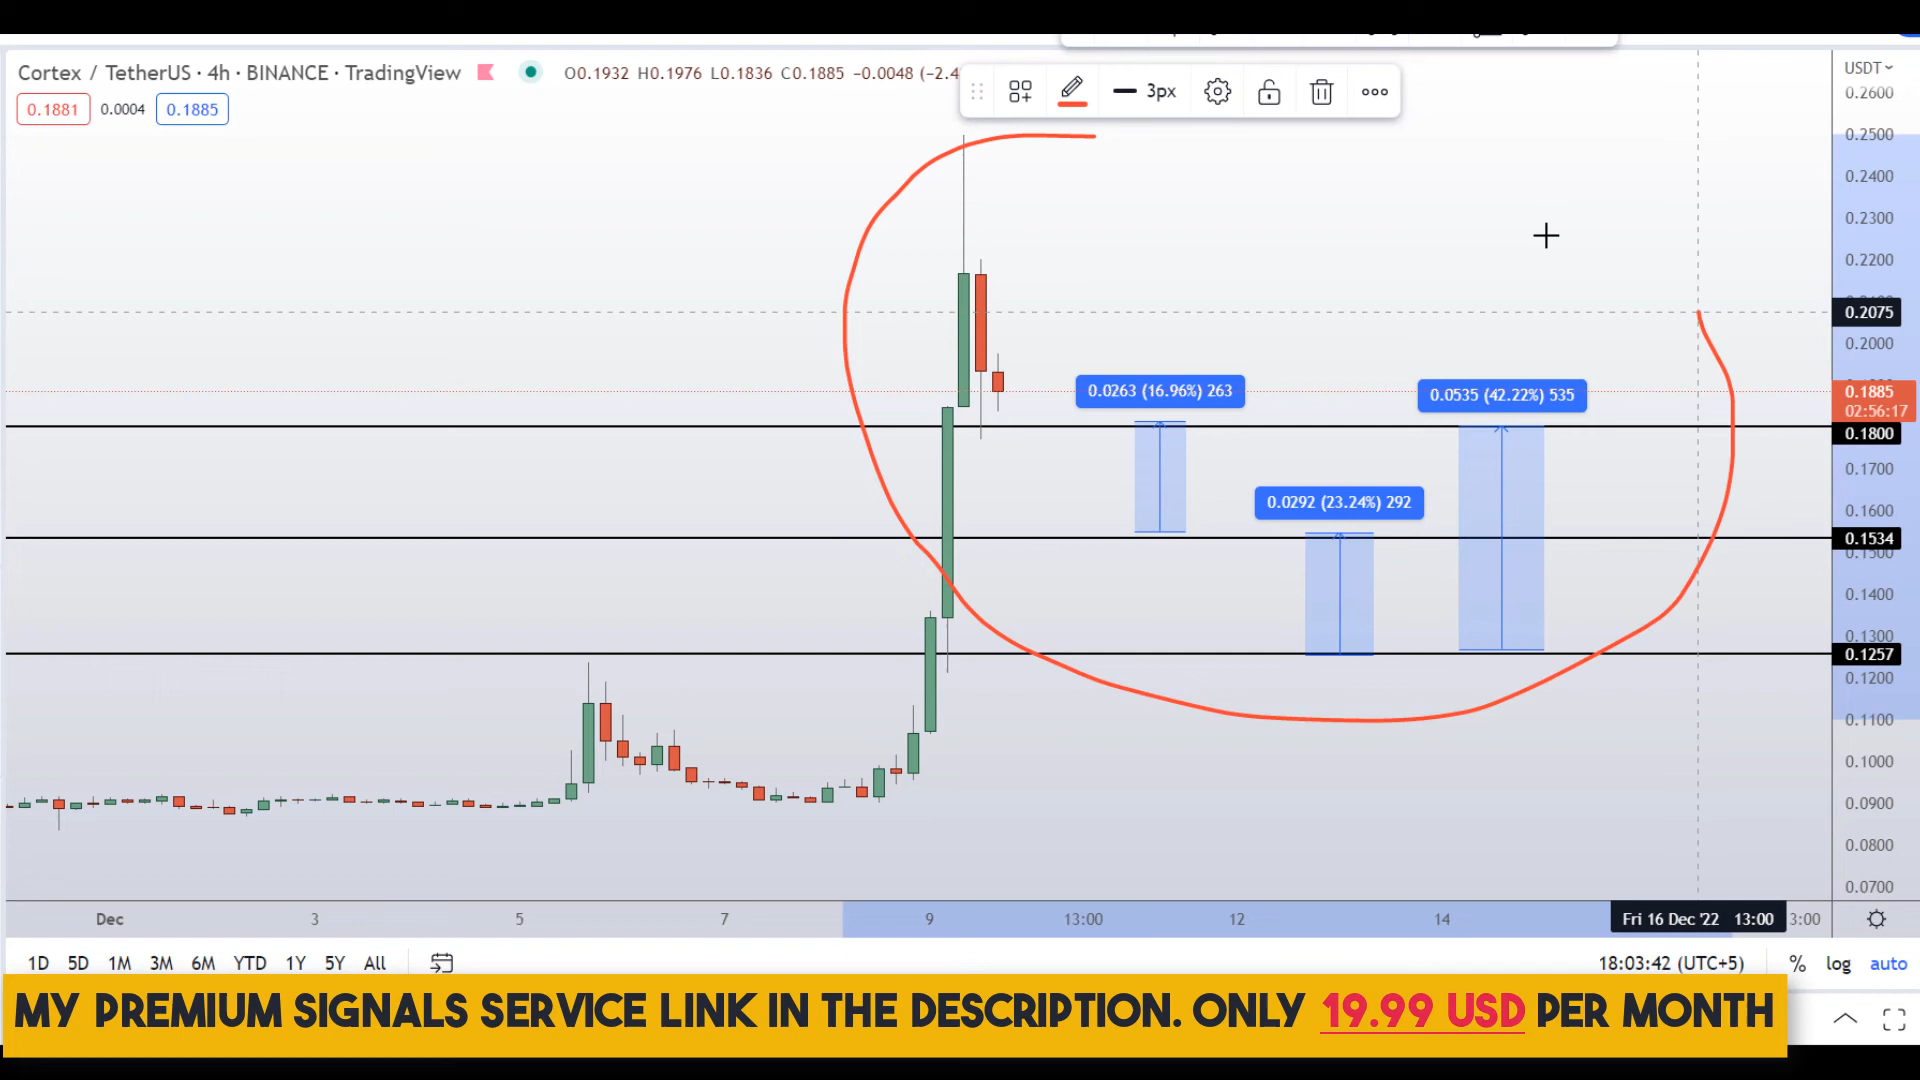 Cortex / TetherUS · 4h · BINANCE · TradingView O0.1932 H0.1976 L0.1836 C0.1885 −0.0048 (−2.4
3px
0.1881 0.0004 0.1885
USDT
0.2600
0.2500
0.2400
0.2300
0.2200
0.2075
0.2000
0.1885
02:56:17
0.1800
0.1700
0.1600
0.1534
0.1500
0.1400
0.1300
0.1257
0.1200
0.1100
0.1000
0.0900
0.0800
0.0700
0.0263 (16.96%) 263
0.0535 (42.22%) 535
0.0292 (23.24%) 292
Dec 3 5 7 9 13:00 12 14 Fri 16 Dec '22 13:00 3:00
1D 5D 1M 3M 6M YTD 1Y 5Y All 18:03:42 (UTC+5) % log auto
MY PREMIUM SIGNALS SERVICE LINK IN THE DESCRIPTION. ONLY 19.99 USD PER MONTH